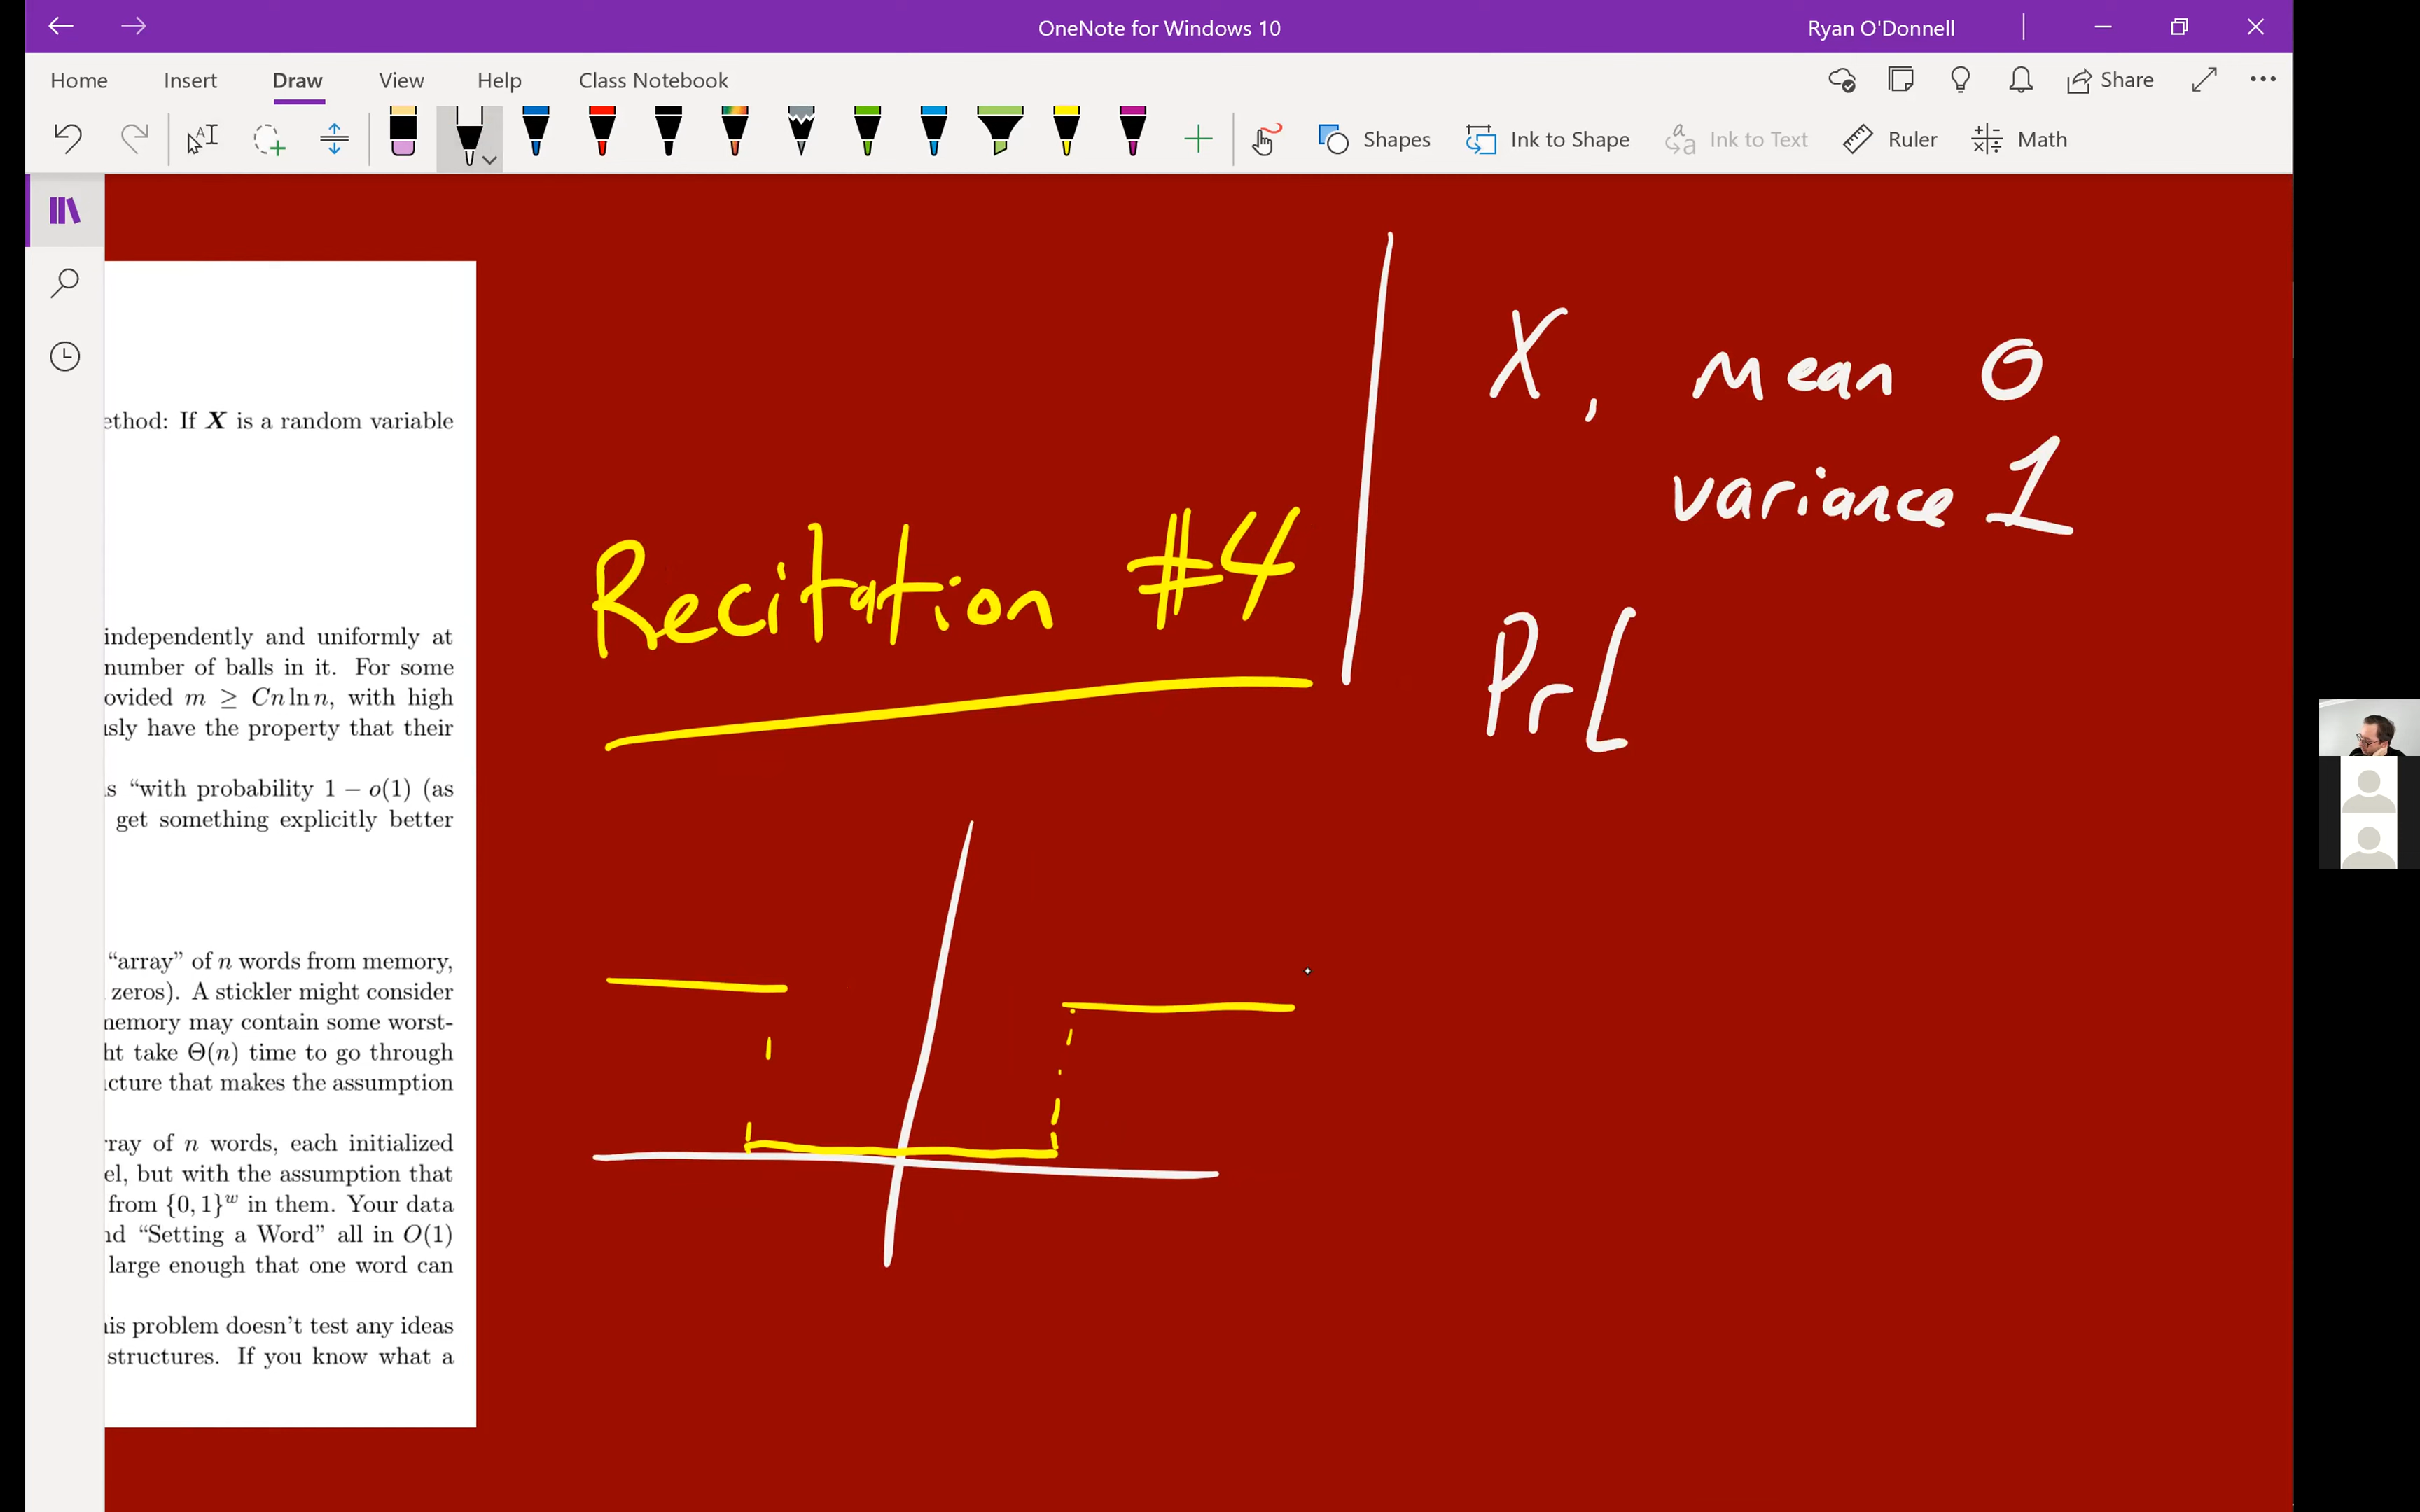 OneNote for Windows 10
Ryan O'Donnell
Home Insert Draw View Help Class Notebook
Share
Shapes Ink to Shape Ink to Text Ruler Math
ethod: If X is a random variable
independently and uniformly at
number of balls in it. For some
ovided m ≥ Cn ln n, with high
sly have the property that their
s “with probability 1 − o(1) (as
get something explicitly better
“array” of n words from memory,
zeros). A stickler might consider
memory may contain some worst-
ht take Θ(n) time to go through
cture that makes the assumption
rray of n words, each initialized
el, but with the assumption that
from {0, 1}^w in them. Your data
nd “Setting a Word” all in O(1)
large enough that one word can
is problem doesn’t test any ideas
structures. If you know what a
Recitation #4
X, mean 0
variance 1
Pr[